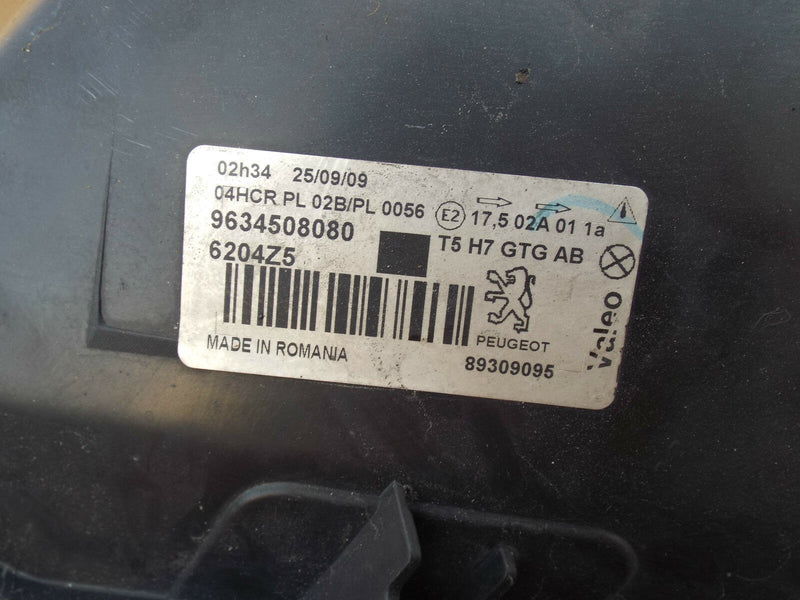 02h34 25/09/09
04HCR PL 02B/PL 0056 E2 17,5 02A 01 1a
9634508080 T5 H7 GTG AB
6204Z5
PEUGEOT
MADE IN ROMANIA
89309095
Valeo